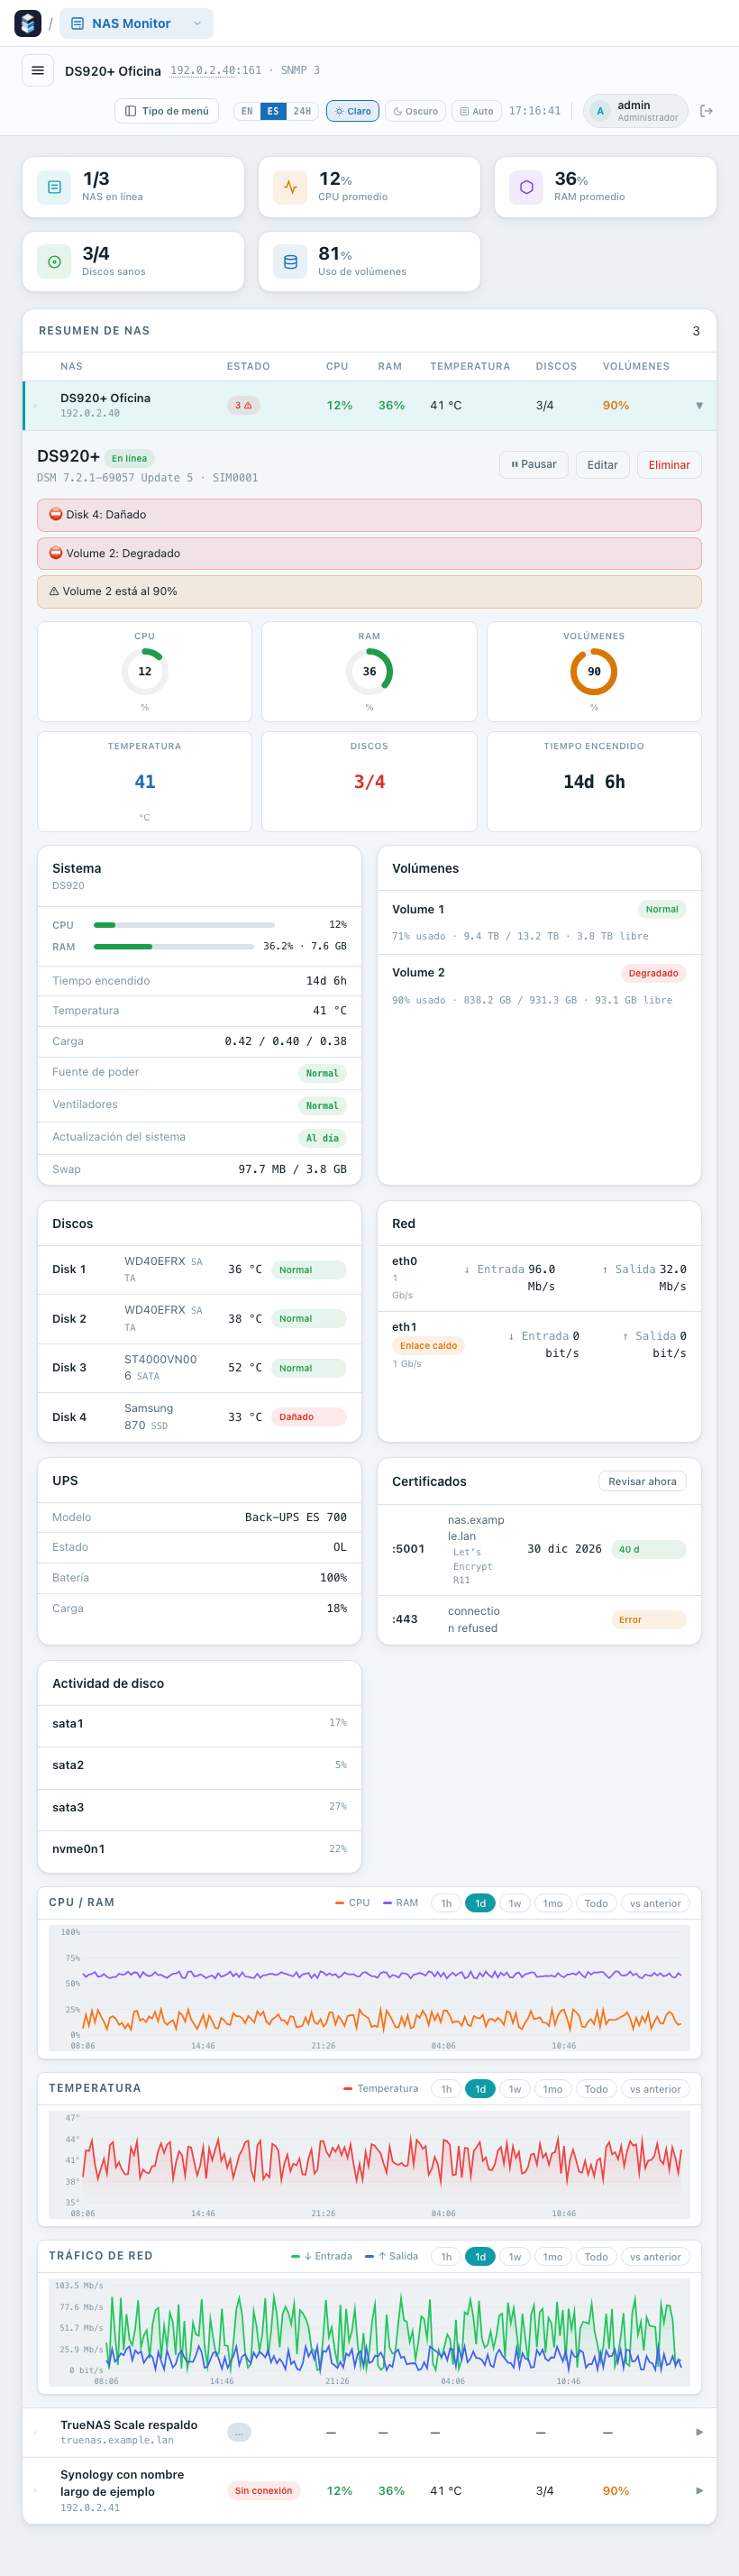 / NAS Monitor
DS920+ Oficina 192.0.2.40:161 · SNMP 3
Tipo de menú EN ES 24H Claro Oscuro Auto 17:16:41 A admin
Administrador
1/3
NAS en línea
12%
CPU promedio
36%
RAM promedio
3/4
Discos sanos
81%
Uso de volúmenes
RESUMEN DE NAS 3
NAS ESTADO CPU RAM TEMPERATURA DISCOS VOLÚMENES
DS920+ Oficina
192.0.2.40
3 ⚠ 12% 36% 41 °C 3/4 90% ▼
DS920+ En línea
DSM 7.2.1-69057 Update 5 · SIM0001
Pausar Editar Eliminar
⛔ Disk 4: Dañado
⛔ Volume 2: Degradado
⚠ Volume 2 está al 90%
CPU
12
%
RAM
36
%
VOLÚMENES
90
%
TEMPERATURA
41
°C
DISCOS
3/4
TIEMPO ENCENDIDO
14d 6h
Sistema
DS920
CPU 12%
RAM 36.2% · 7.6 GB
Tiempo encendido 14d 6h
Temperatura 41 °C
Carga 0.42 / 0.40 / 0.38
Fuente de poder Normal
Ventiladores Normal
Actualización del sistema Al día
Swap 97.7 MB / 3.8 GB
Volúmenes
Volume 1 Normal
71% usado · 9.4 TB / 13.2 TB · 3.8 TB libre
Volume 2 Degradado
90% usado · 838.2 GB / 931.3 GB · 93.1 GB libre
Discos
Disk 1 WD40EFRX SA
TA
36 °C Normal
Disk 2 WD40EFRX SA
TA
38 °C Normal
Disk 3 ST4000VN00
6 SATA
52 °C Normal
Disk 4 Samsung
870 SSD
33 °C Dañado
Red
eth0
1
Gb/s
↓ Entrada 96.0
Mb/s
↑ Salida 32.0
Mb/s
eth1
Enlace caído
1 Gb/s
↓ Entrada 0
bit/s
↑ Salida 0
bit/s
UPS
Modelo Back-UPS ES 700
Estado OL
Batería 100%
Carga 18%
Certificados Revisar ahora
:5001 nas.examp
le.lan
Let's
Encrypt
R11
30 dic 2026 40 d
:443 connectio
n refused
Error
Actividad de disco
sata1 17%
sata2 5%
sata3 27%
nvme0n1 22%
CPU / RAM CPU RAM 1h 1d 1w 1mo Todo vs anterior
100%
75%
50%
25%
0%
08:06 14:46 21:26 04:06 10:46
TEMPERATURA Temperatura 1h 1d 1w 1mo Todo vs anterior
47°
44°
41°
38°
35°
08:06 14:46 21:26 04:06 10:46
TRÁFICO DE RED ↓ Entrada ↑ Salida 1h 1d 1w 1mo Todo vs anterior
103.5 Mb/s
77.6 Mb/s
51.7 Mb/s
25.9 Mb/s
0 bit/s
08:06 14:46 21:26 04:06 10:46
TrueNAS Scale respaldo
truenas.example.lan
… — — — — — ▶
Synology con nombre
largo de ejemplo
192.0.2.41
Sin conexión 12% 36% 41 °C 3/4 90% ▶